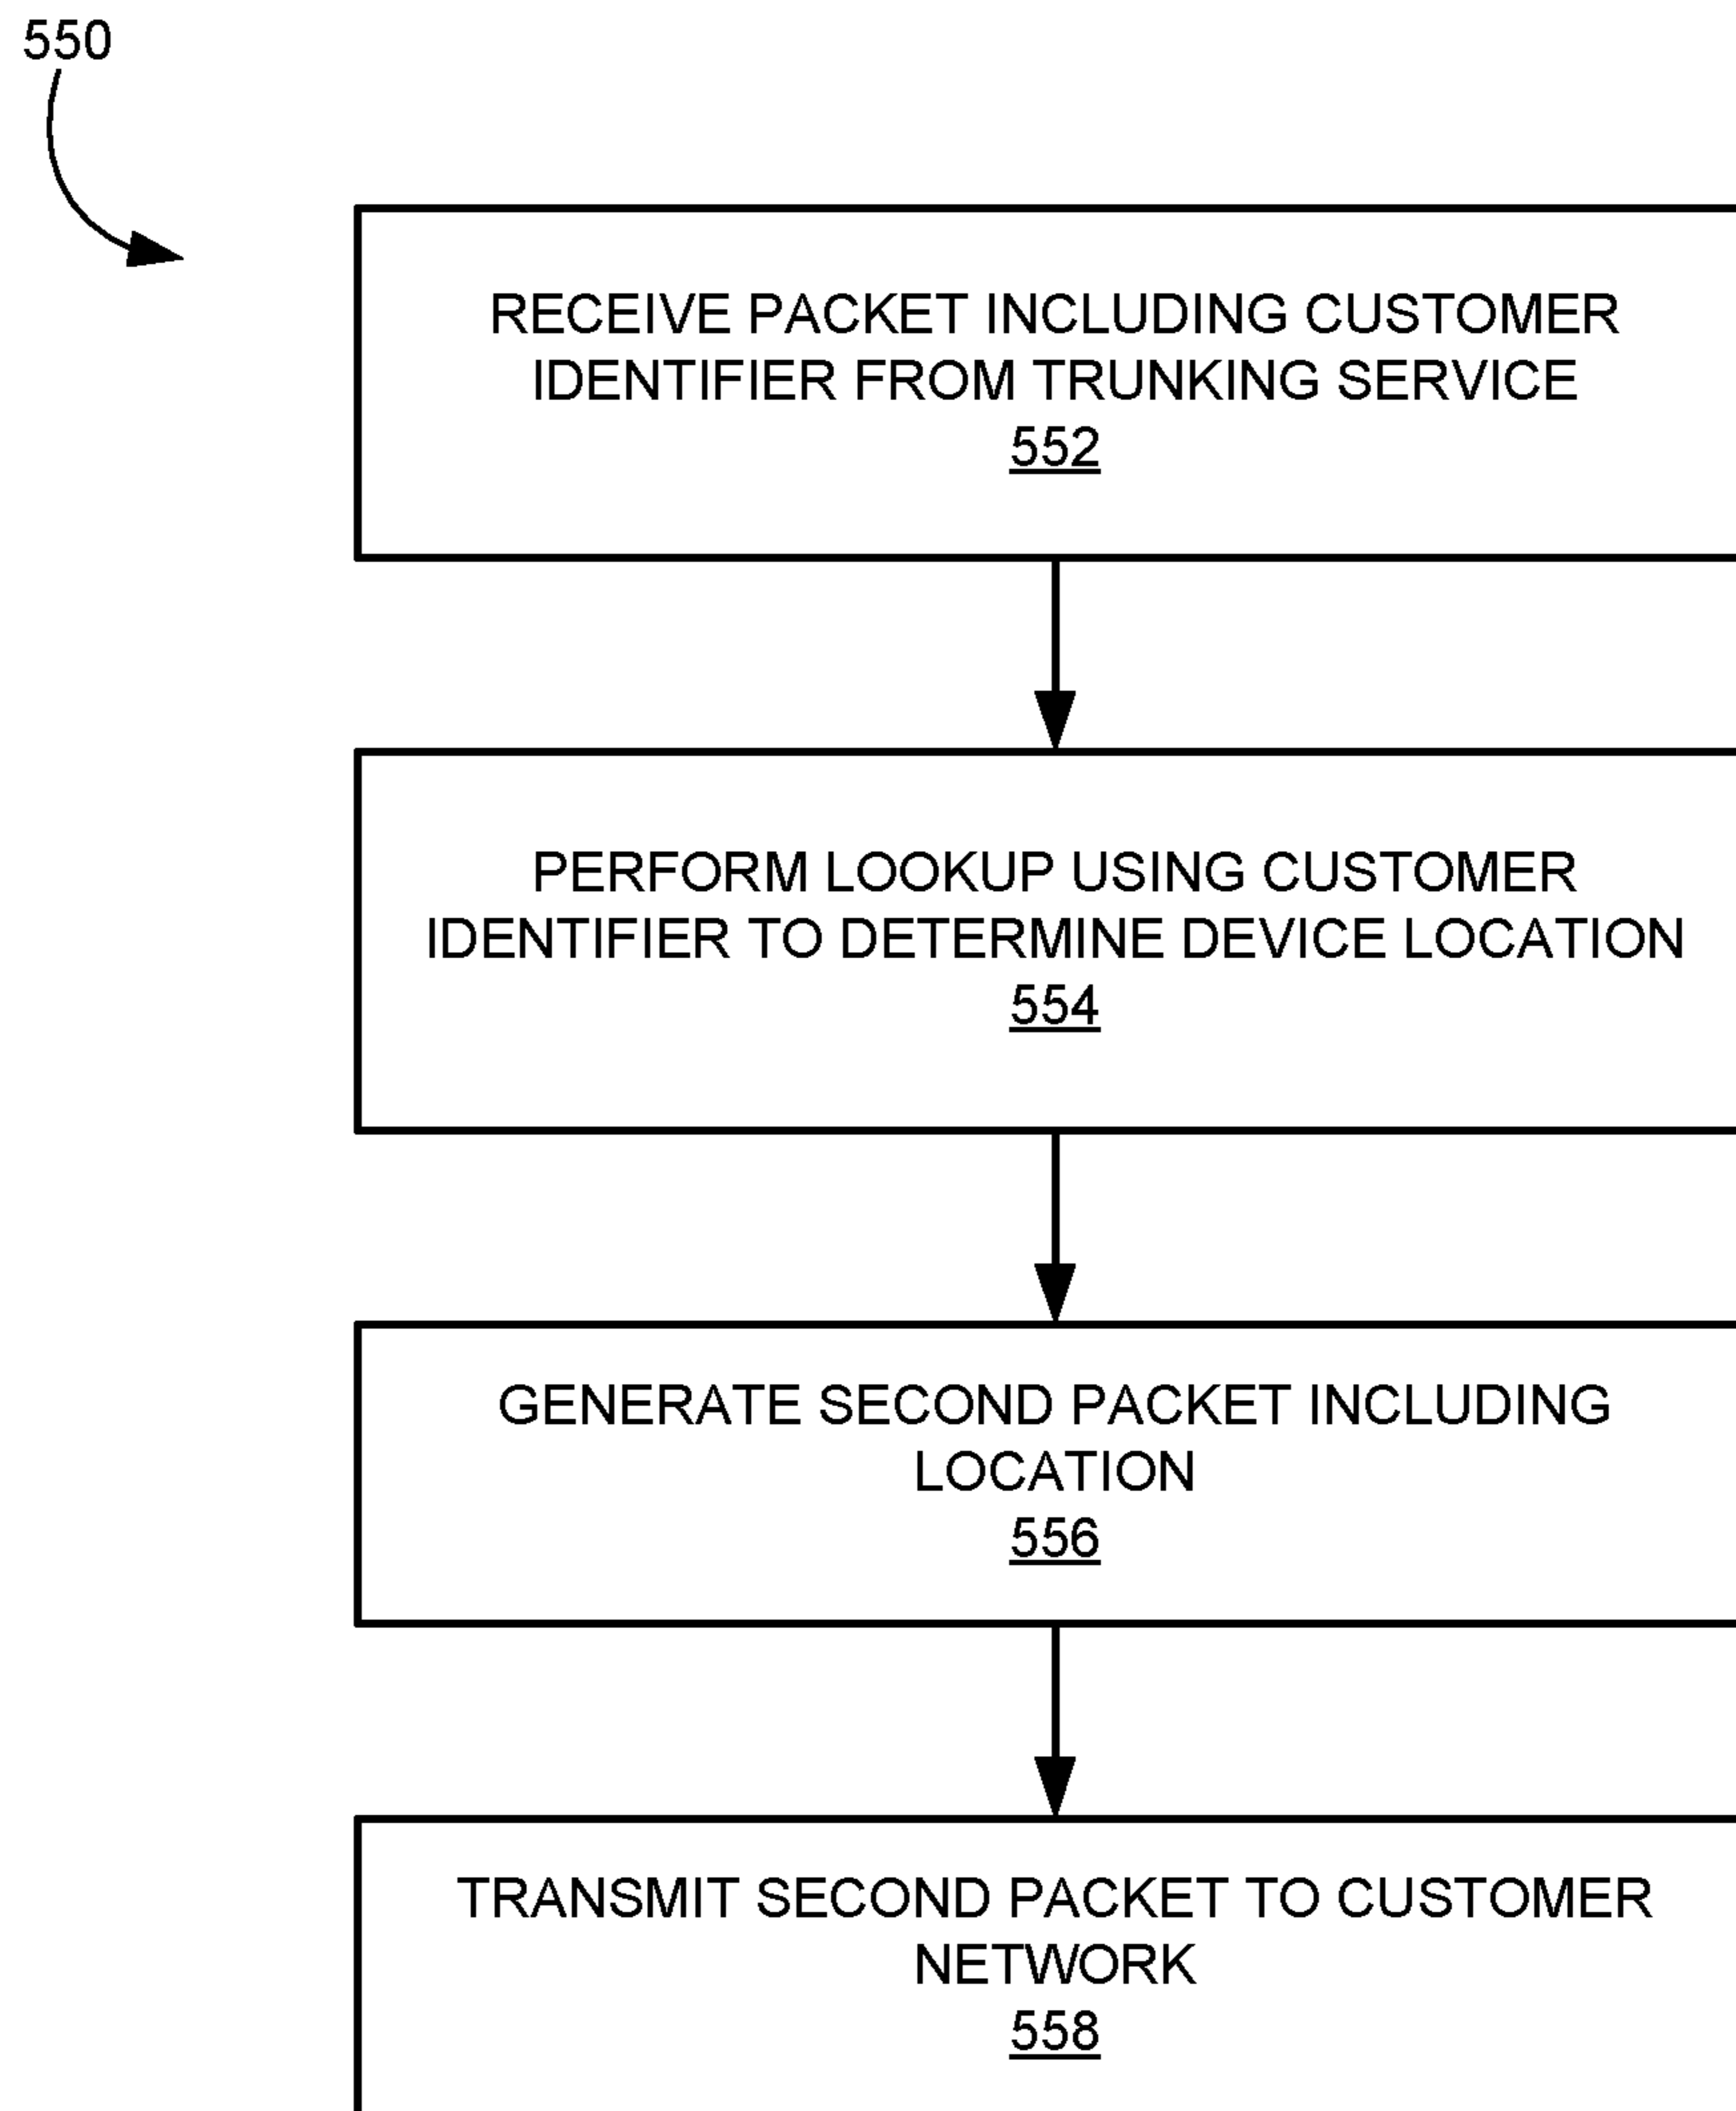 550
RECEIVE PACKET INCLUDING CUSTOMER
IDENTIFIER FROM TRUNKING SERVICE
552
PERFORM LOOKUP USING CUSTOMER
IDENTIFIER TO DETERMINE DEVICE LOCATION
554
GENERATE SECOND PACKET INCLUDING
LOCATION
556
TRANSMIT SECOND PACKET TO CUSTOMER
NETWORK
558